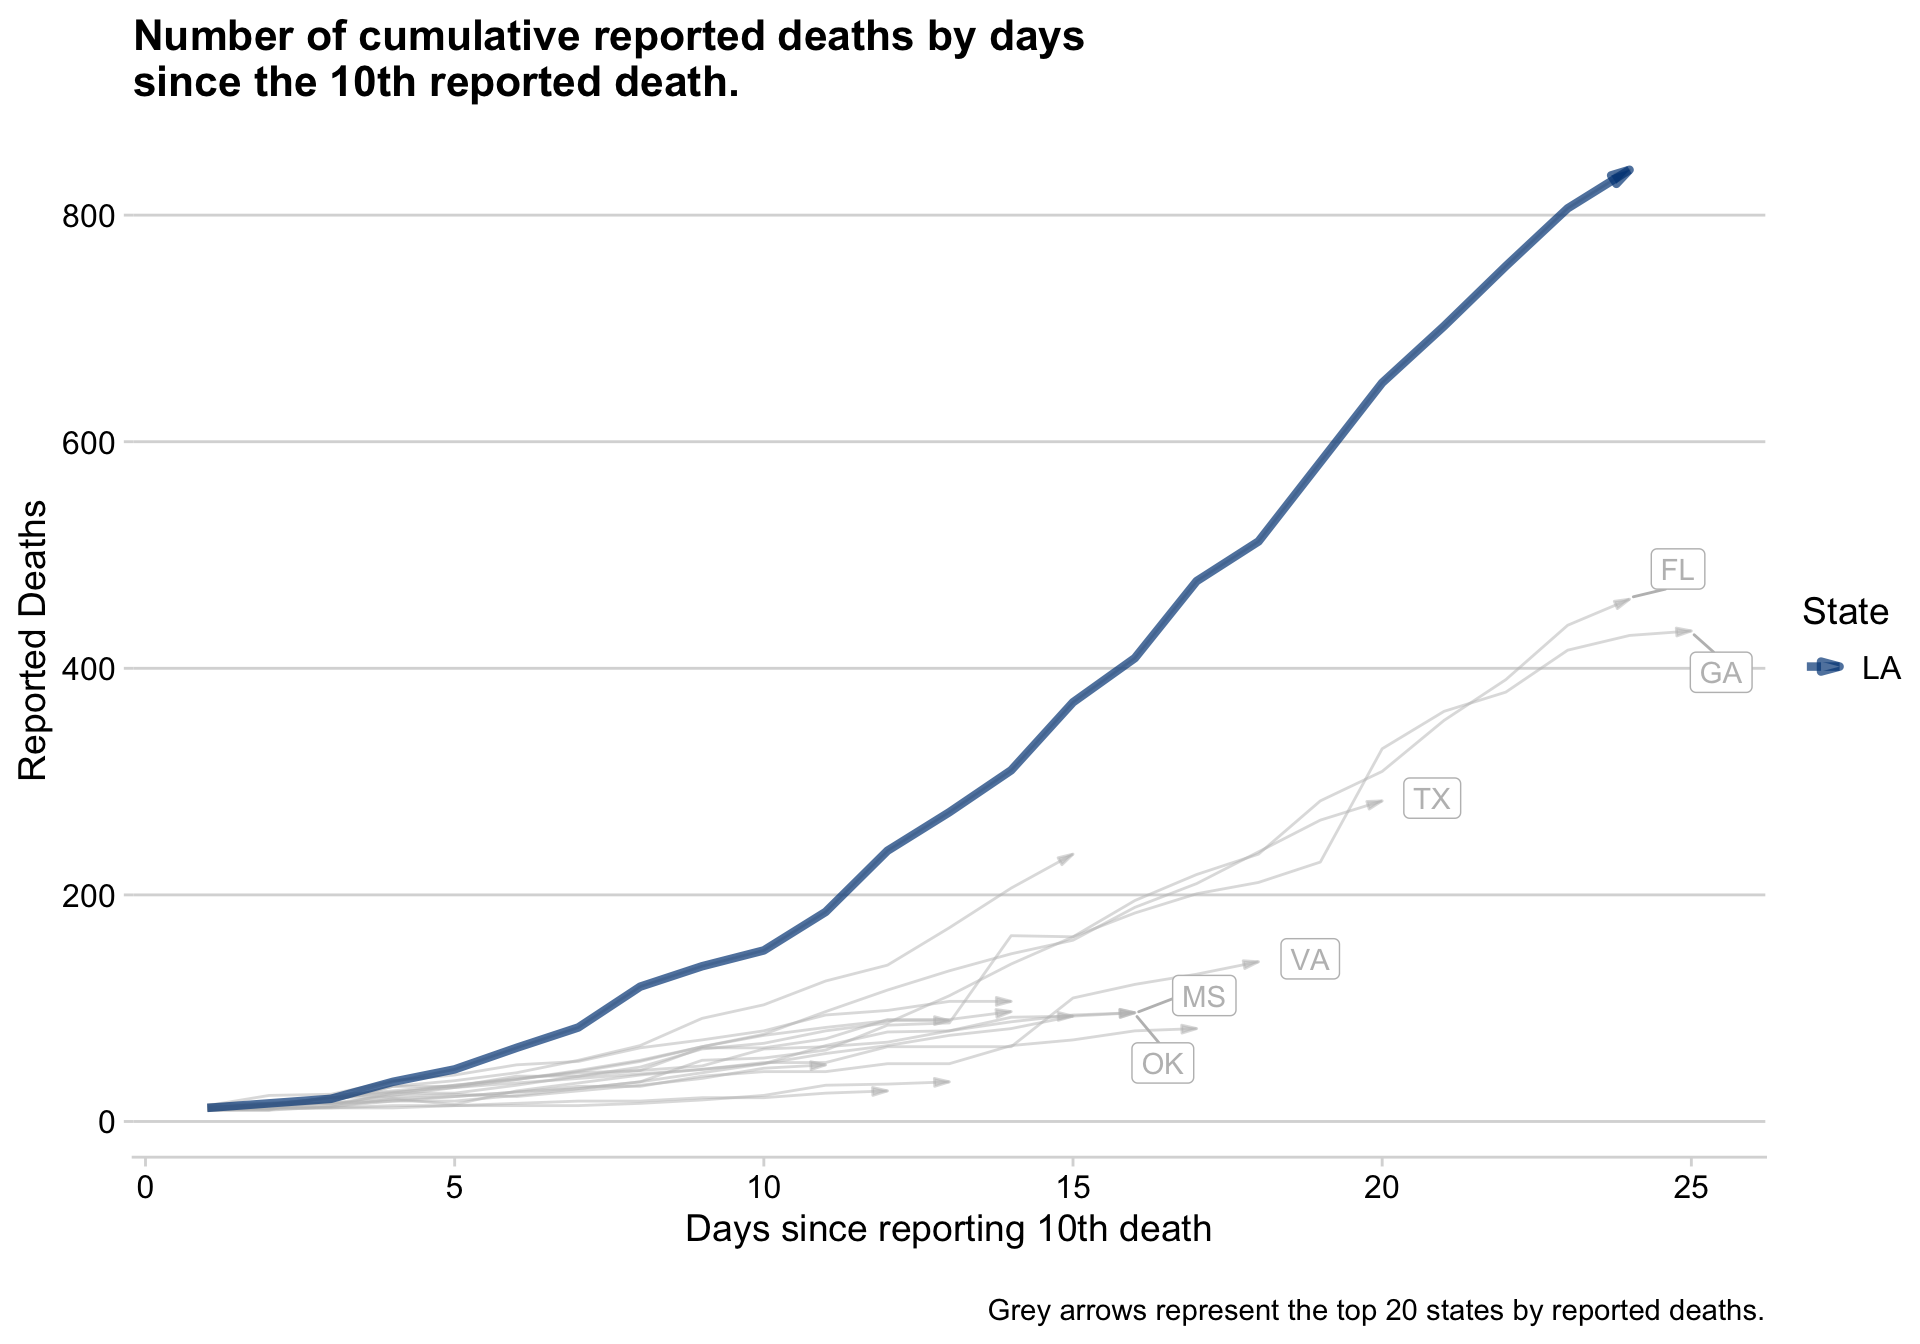 Number of cumulative reported deaths by days
since the 10th reported death.
800
600
400
200
0
Reported Deaths
FL
GA
TX
VA
MS
OK
State
LA
0 5 10 15 20 25
Days since reporting 10th death
Grey arrows represent the top 20 states by reported deaths.